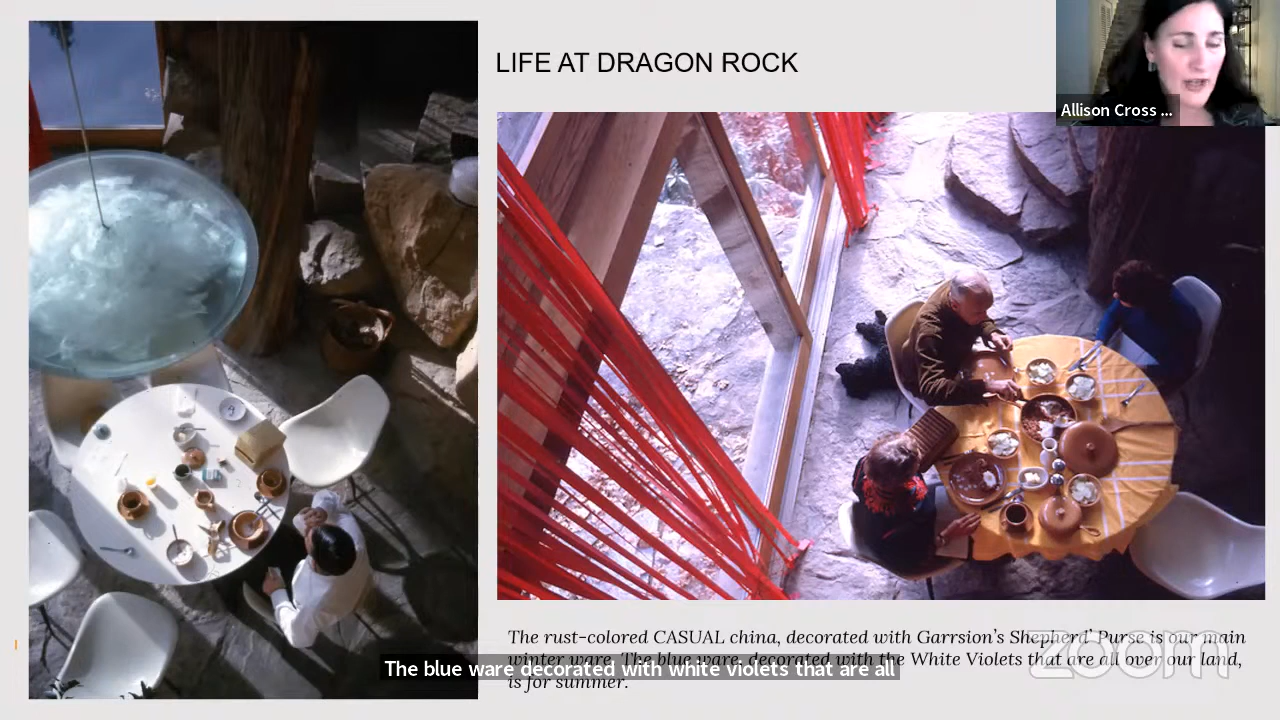 LIFE AT DRAGON ROCK
Allison Cross ...
The rust-colored CASUAL china, decorated with Garrsion's Shepherd' Purse is our main
winter ware. The blue ware, decorated with the White Violets that are all over our land,
is for summer.
The blue ware decorated with white violets that are all
zoom